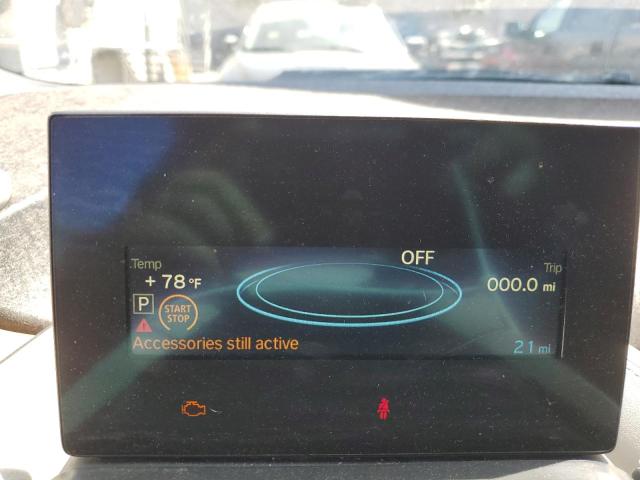 OFF
Temp
Trip
+ 78 °F
000.0 mi
P
START
STOP
Accessories still active
21 mi